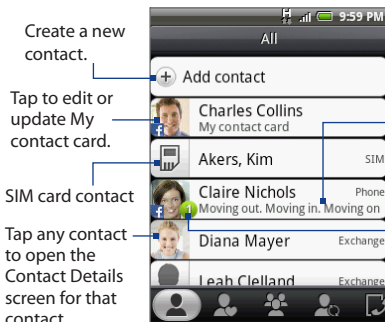 Create a new
contact.
Tap to edit or
update My
contact card.
SIM card contact
Tap any contact
to open the
Contact Details
screen for that
contact
H 9:59 PM
All
Add contact
Charles Collins
My contact card
Akers, Kim SIM
Claire Nichols Phone
Moving out. Moving in. Moving on
1
Diana Mayer Exchange
Leah Clelland Exchange